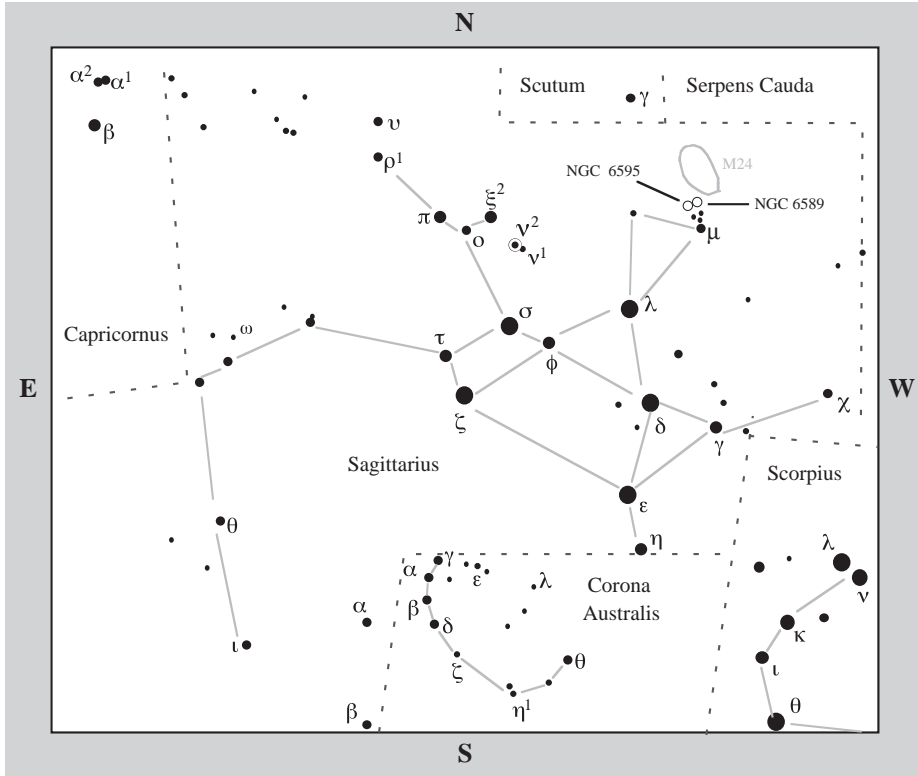 N
α² α¹
Scutum
Serpens Cauda
γ
β
υ
ρ¹
M24
NGC 6595
NGC 6589
ξ²
π
ο
ν²
ν¹
μ
σ
λ
Capricornus
ω
τ
φ
E
W
ζ
δ
χ
γ
Sagittarius
Scorpius
ε
θ
η
γ
λ
α
ε
λ
Corona
Australis
ν
β
α
δ
κ
ι
ζ
θ
ι
η¹
θ
β
S